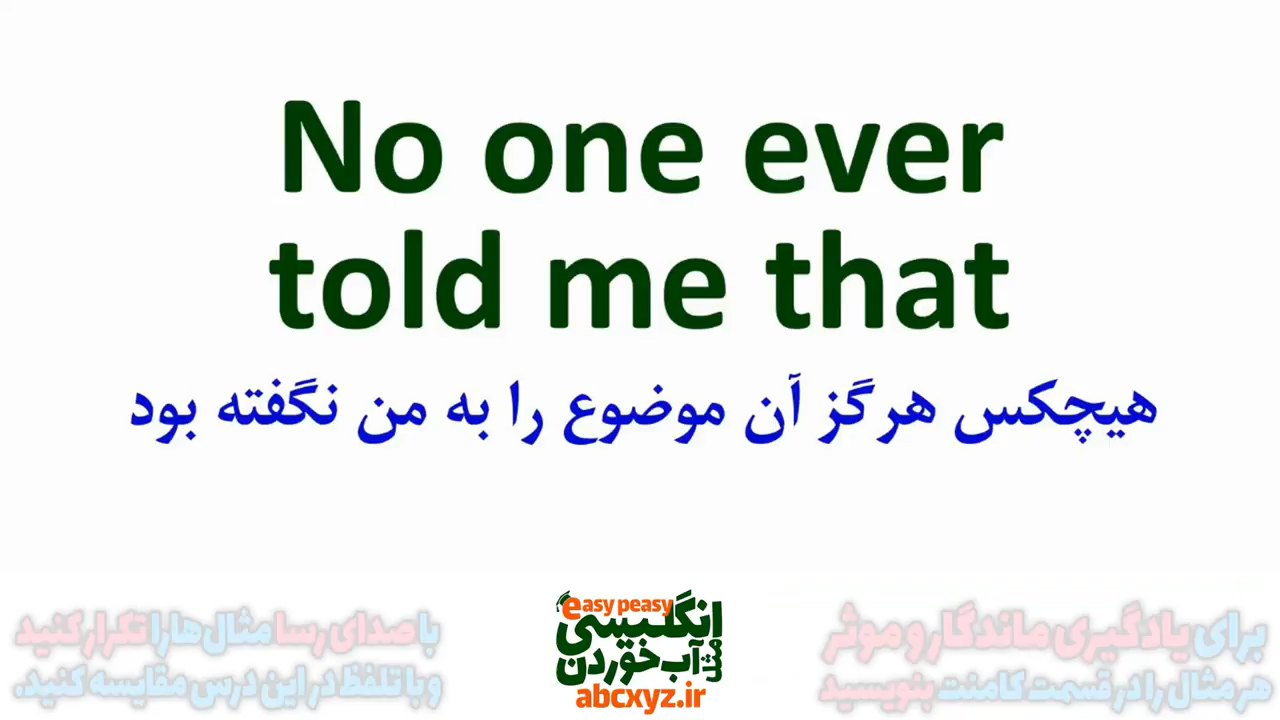 No one ever
told me that
هیچکس هرگز آن موضوع را به من نگفته بود
easy peasy
انگلیسی
مثل آب خوردن
abcxyz.ir
برای یادگیری ماندگار و موثر
هر مثال را در قسمت کامنت بنویسید
با صدای رسا مثال‌ها را تکرار کنید
و با تلفظ در این درس مقایسه کنید.